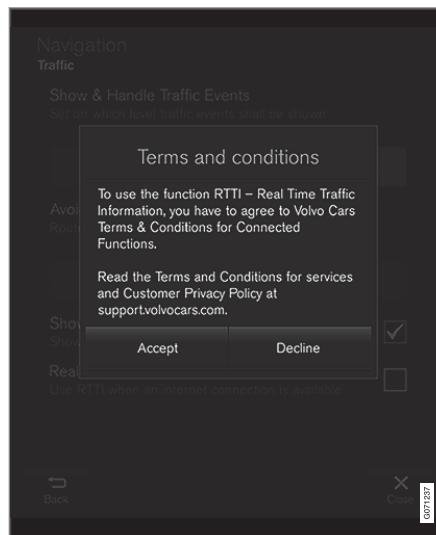 Navigation
Traffic
Show & Handle Traffic Events
Set on which level traffic events shall be shown
Terms and conditions
To use the function RTTI – Real Time Traffic
Information, you have to agree to Volvo Cars
Terms & Conditions for Connected
Functions.
Read the Terms and Conditions for services
and Customer Privacy Policy at
support.volvocars.com.
Accept Decline
Use RTTI when an internet connection is available
Back Close
G071237